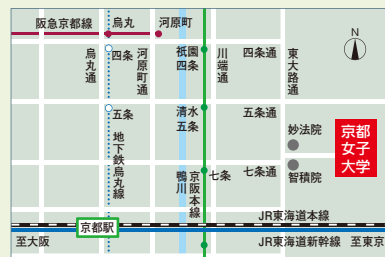 阪急京都線
烏丸
河原町
N
烏丸通
四条
河原町通
祇園
四条
川端通
四条通
東大路通
五条
清水
五条
五条通
妙法院
京都
女子
大学
地下鉄烏丸線
鴨川
京阪本線
七条
七条通
智積院
JR東海道本線
京都駅
至大阪
JR東海道新幹線
至東京